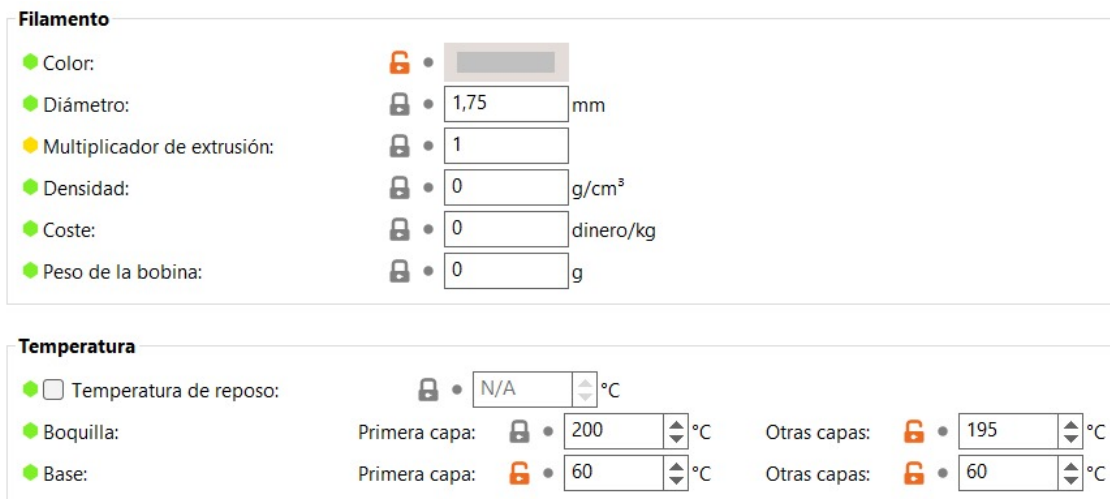 Filamento
Color:
Diámetro: 1,75 mm
Multiplicador de extrusión: 1
Densidad: 0 g/cm³
Coste: 0 dinero/kg
Peso de la bobina: 0 g
Temperatura
Temperatura de reposo: N/A °C
Boquilla: Primera capa: 200 °C Otras capas: 195 °C
Base: Primera capa: 60 °C Otras capas: 60 °C